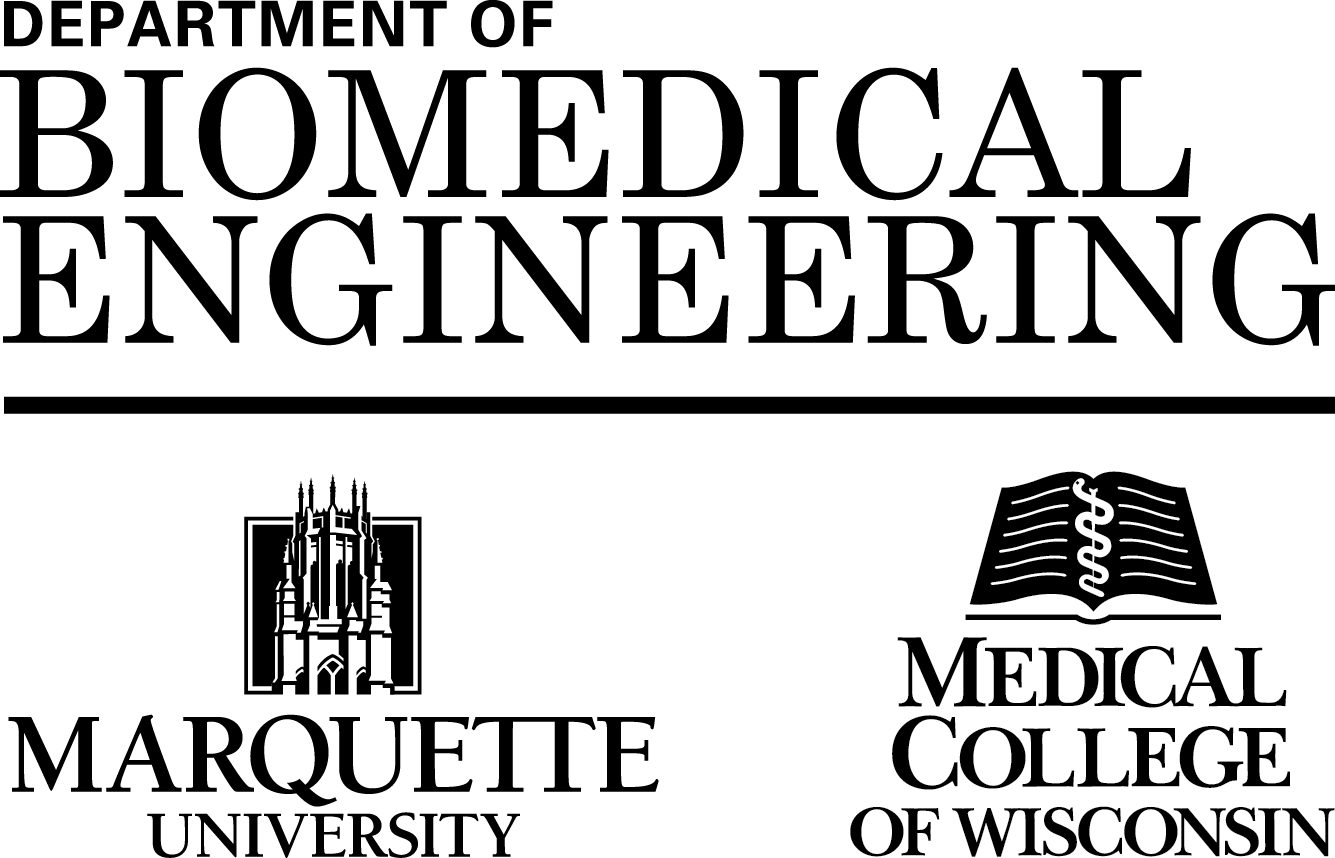 DEPARTMENT OF
BIOMEDICAL
ENGINEERING
MARQUETTE
UNIVERSITY
MEDICAL
COLLEGE
OF WISCONSIN